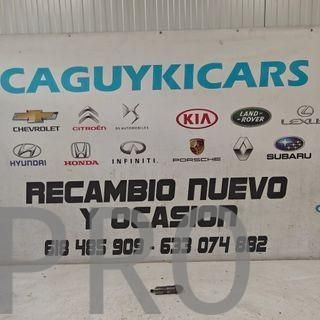 CAGUYKICARS
CHEVROLET CITROËN DS AUTOMOBILES KIA LAND ROVER LEXUS
HYUNDAI HONDA INFINITI PORSCHE SUBARU
RECAMBIO NUEVO
Y OCASION
618 485 909 - 633 074 882
PRO